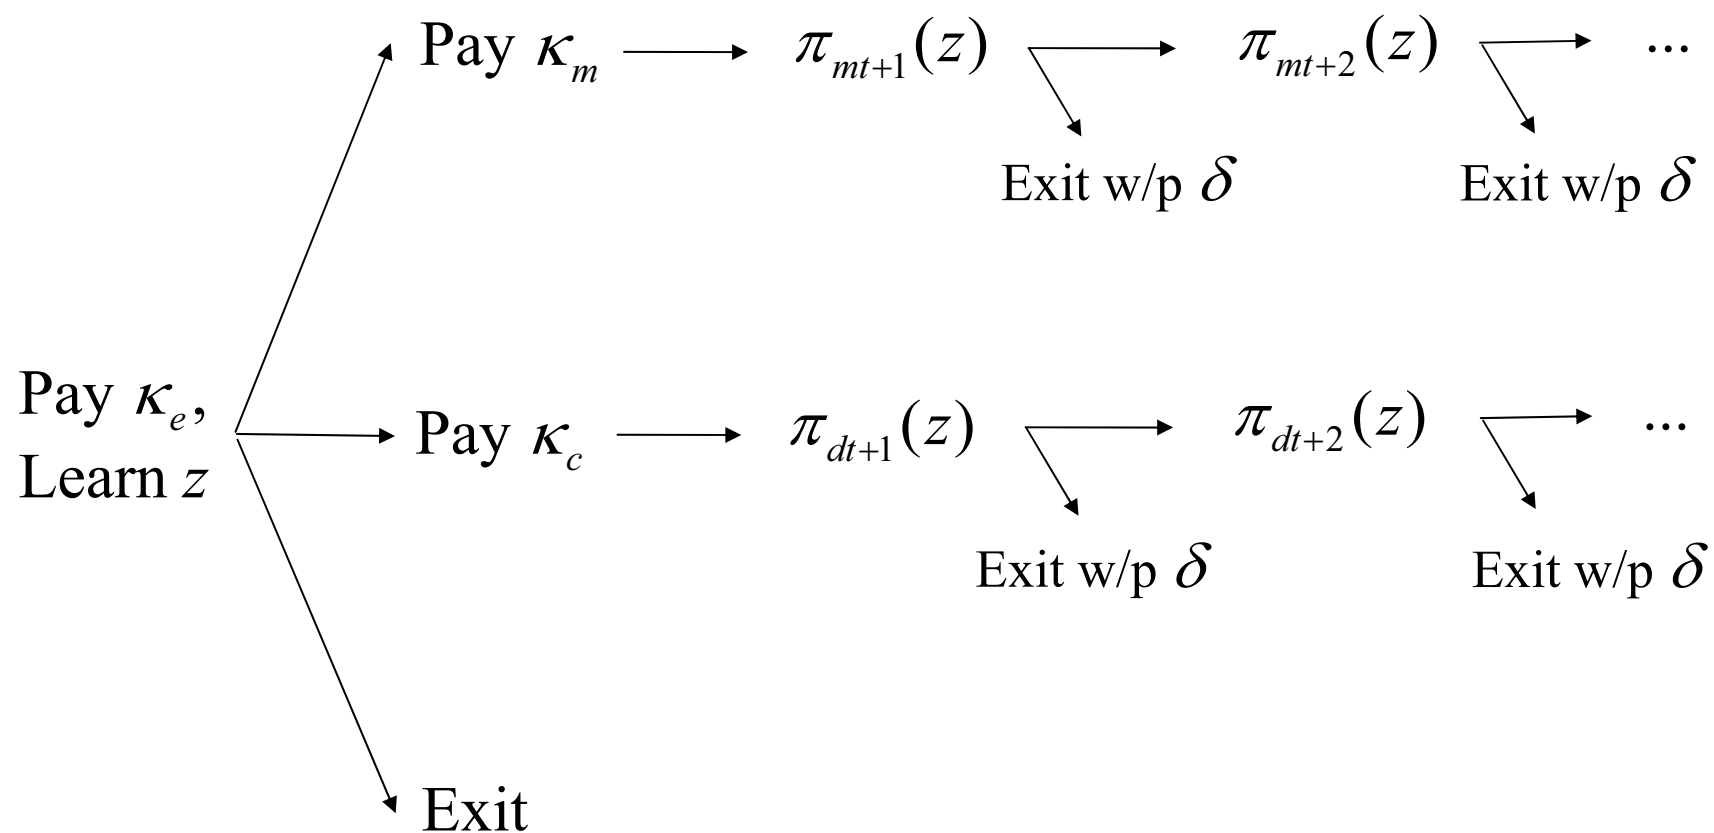 Pay κ_m π_{mt+1}(z) π_{mt+2}(z) ...
Exit w/p δ Exit w/p δ
Pay κ_e,
Learn z
Pay κ_c π_{dt+1}(z) π_{dt+2}(z) ...
Exit w/p δ Exit w/p δ
Exit